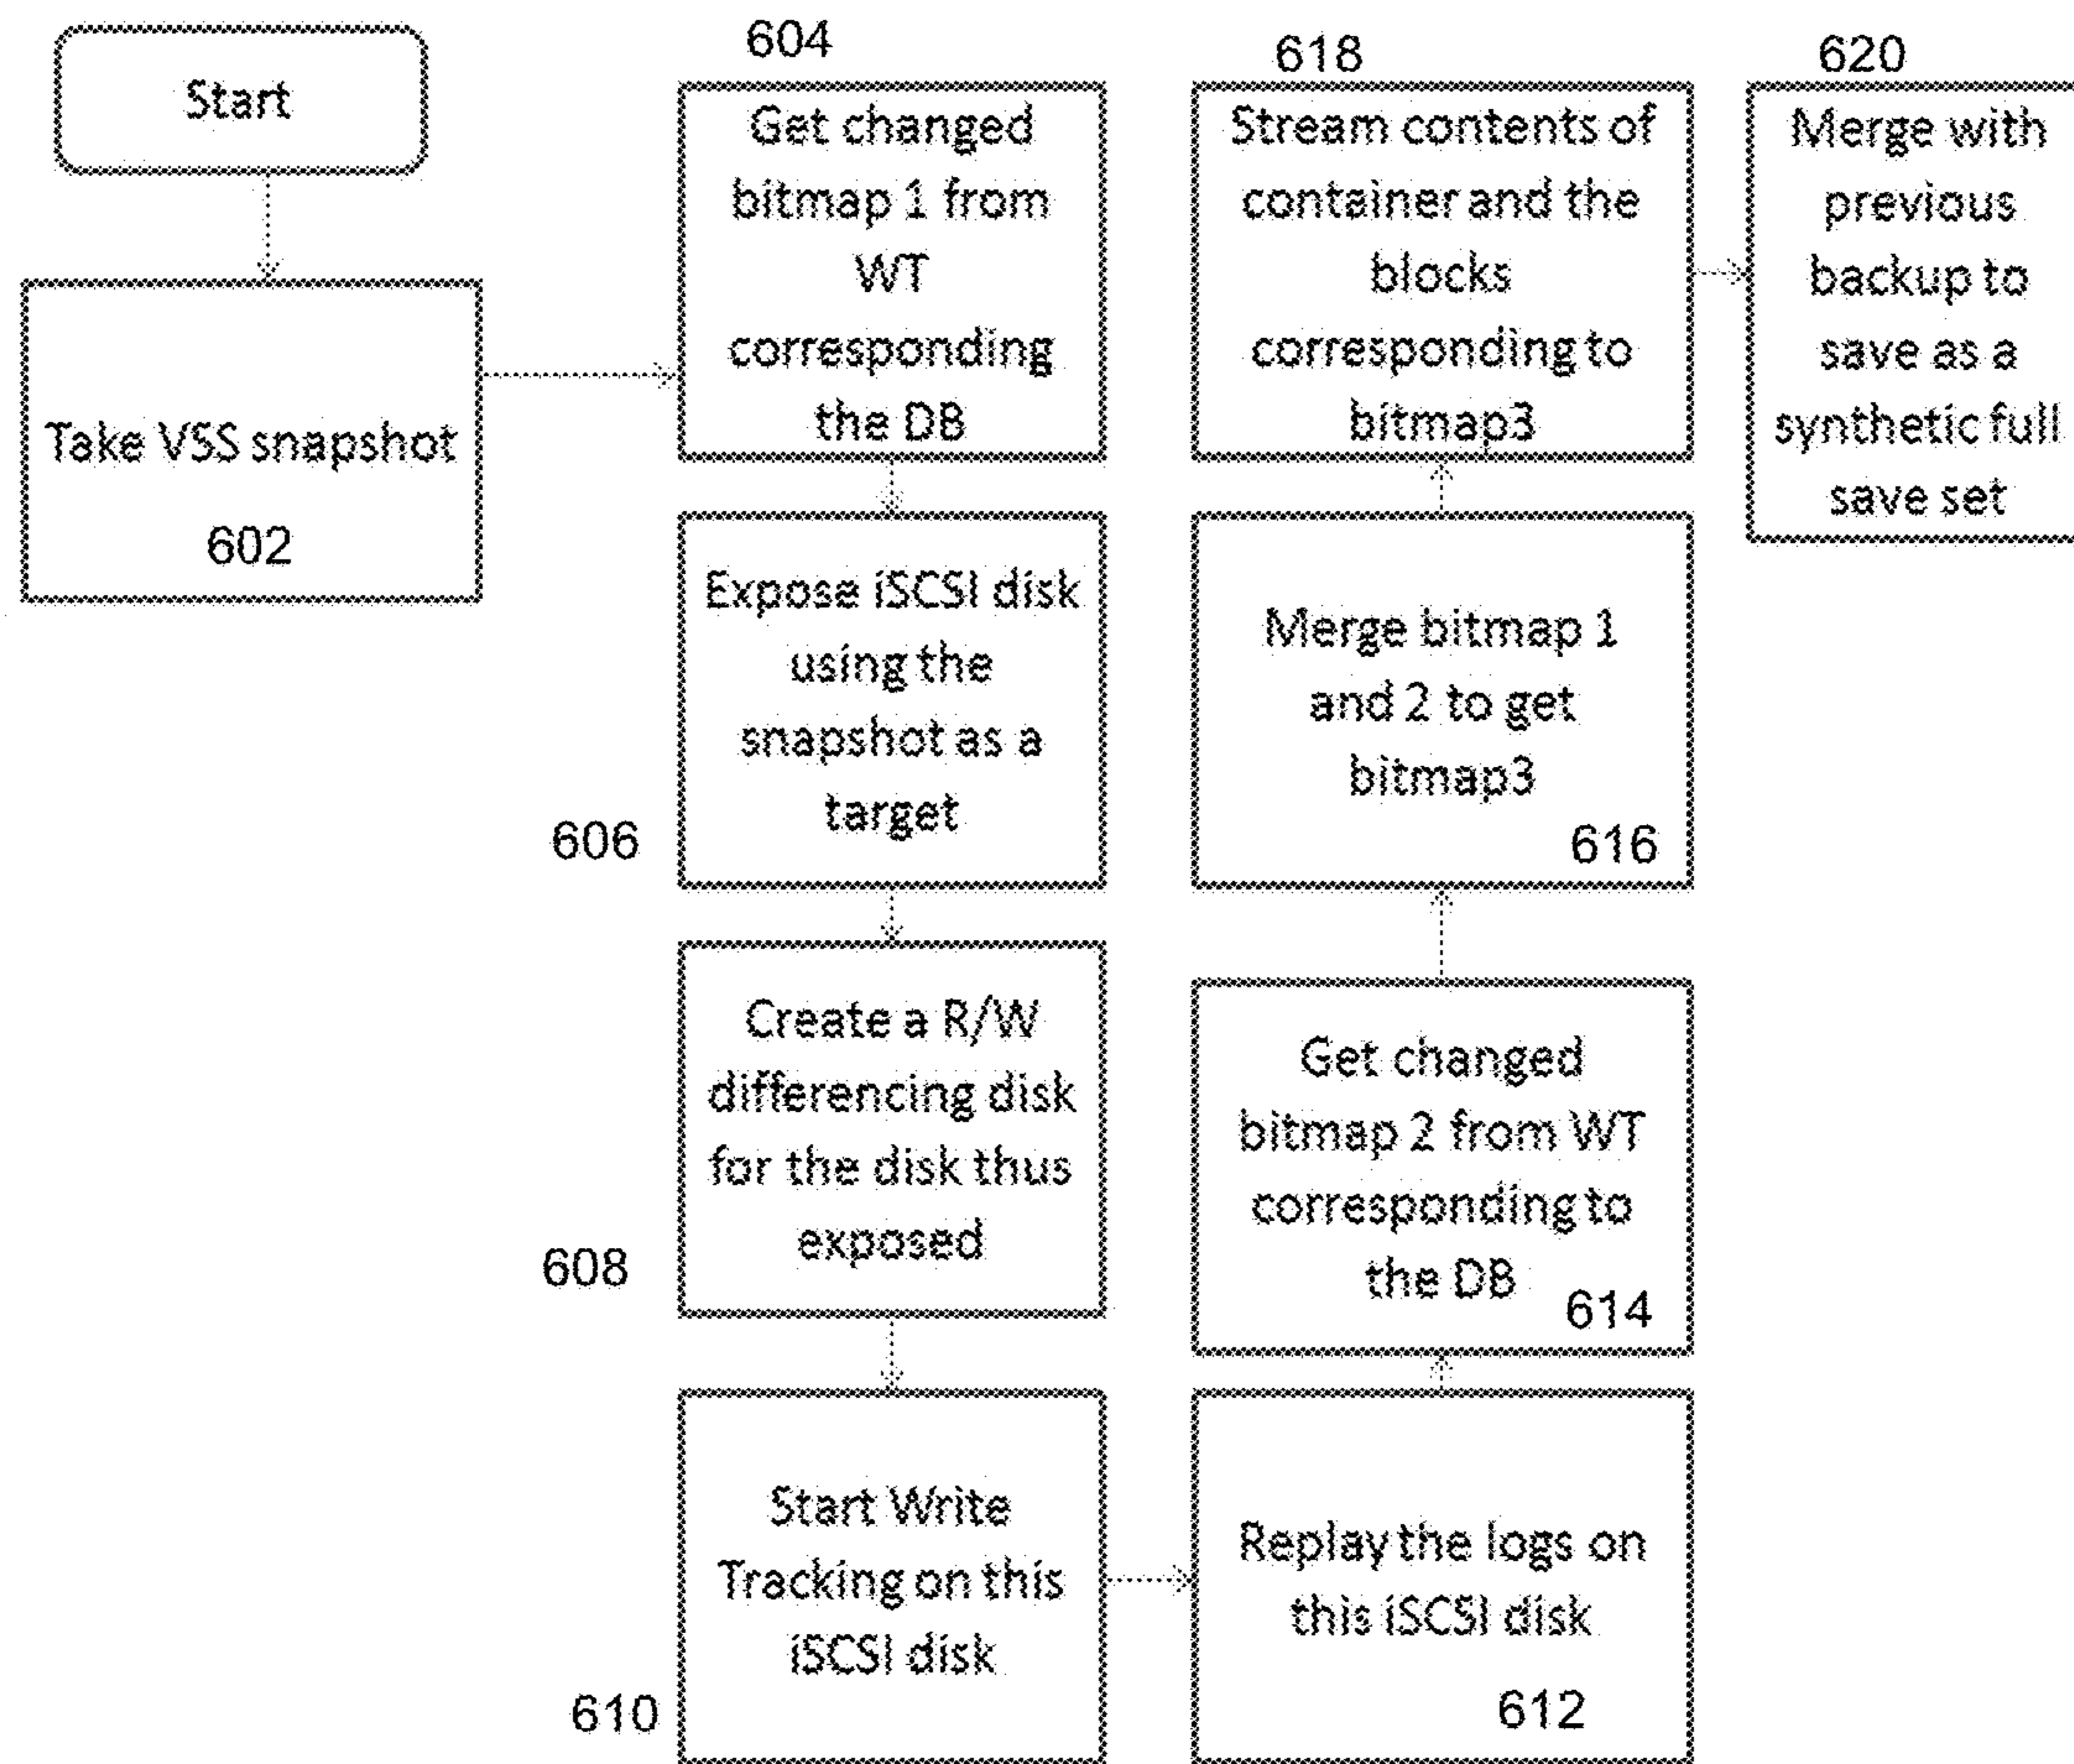 Start
Take VSS snapshot
602
604
Get changed
bitmap 1 from
WT
corresponding
the DB
Expose iSCSI disk
using the
snapshot as a
target
606
Create a R/W
differencing disk
for the disk thus
exposed
608
Start Write
Tracking on this
iSCSI disk
610
Replay the logs on
this iSCSI disk
612
Get changed
bitmap 2 from WT
corresponding to
the DB
614
Merge bitmap 1
and 2 to get
bitmap3
616
618
Stream contents of
container and the
blocks
corresponding to
bitmap3
620
Merge with
previous
backup to
save as a
synthetic full
save set